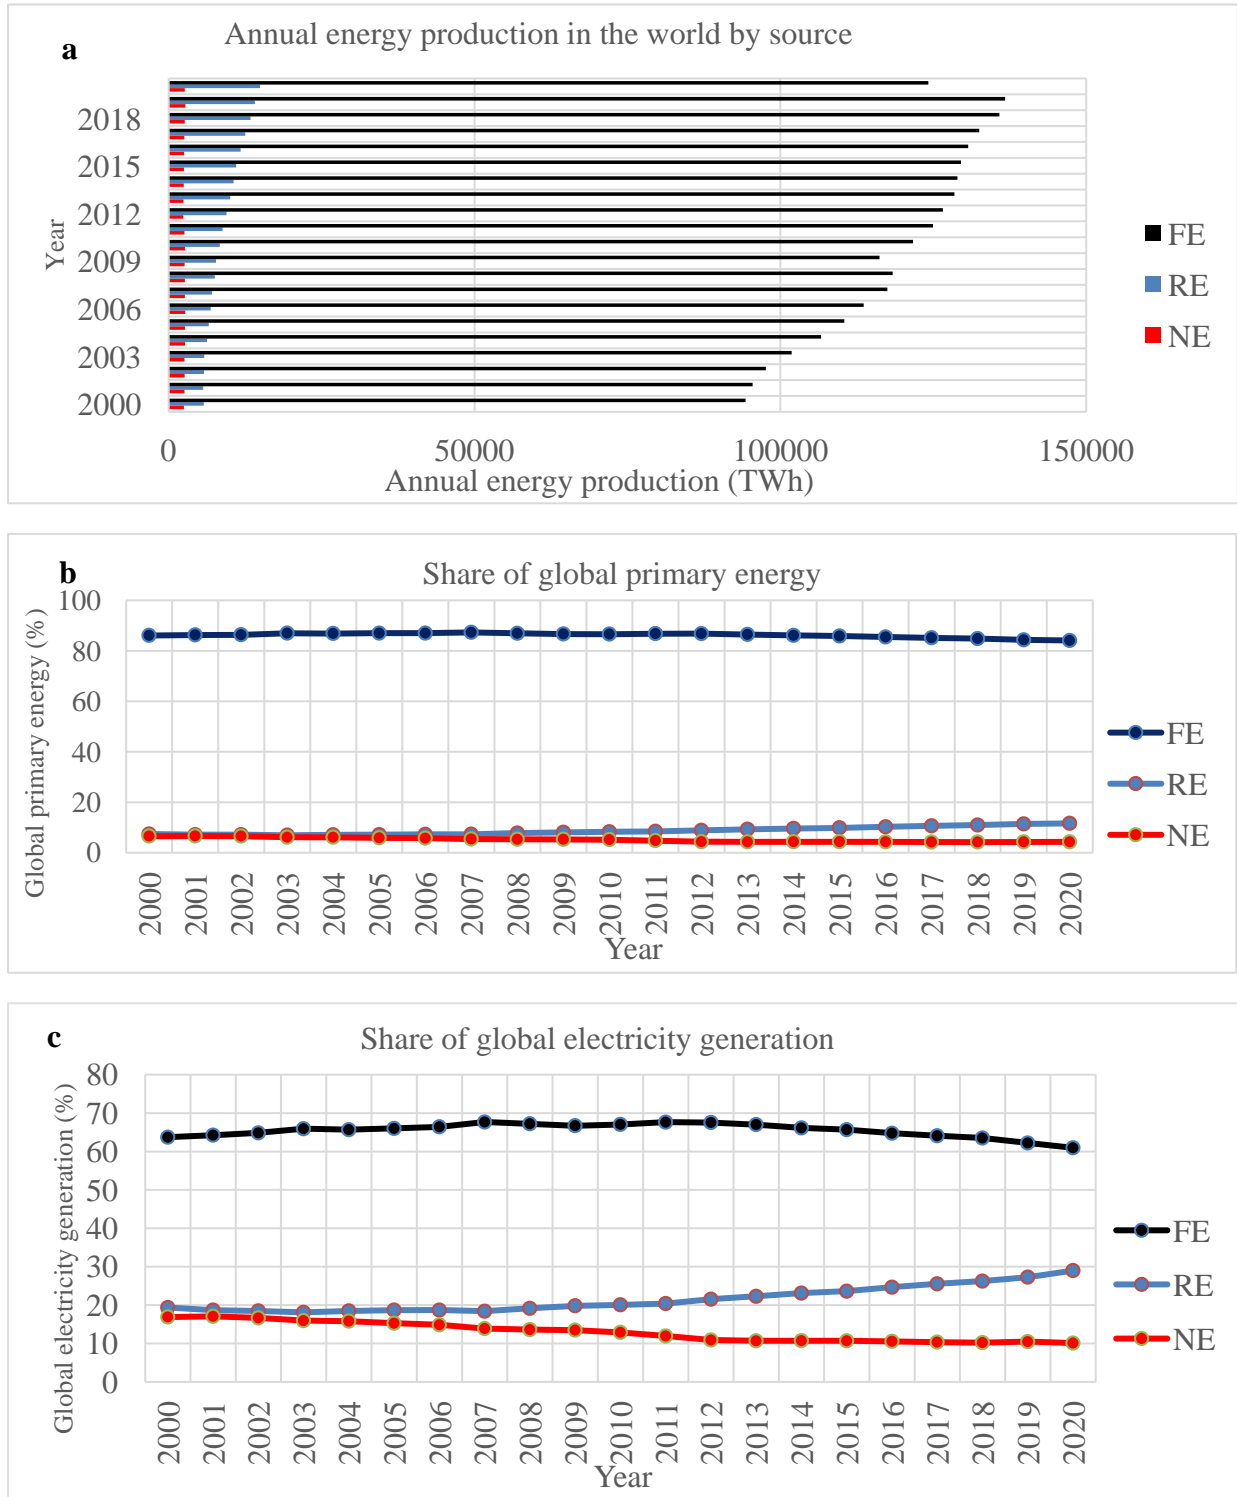 a
Annual energy production in the world by source
2018
2015
2012
2009
2006
2003
2000
Year
0 50000 100000 150000
Annual energy production (TWh)
FE
RE
NE
b
Share of global primary energy
Global primary energy (%)
100
80
60
40
20
0
2000 2001 2002 2003 2004 2005 2006 2007 2008 2009 2010 2011 2012 2013 2014 2015 2016 2017 2018 2019 2020
Year
FE
RE
NE
c
Share of global electricity generation
Global electricity generation (%)
80
70
60
50
40
30
20
10
0
2000 2001 2002 2003 2004 2005 2006 2007 2008 2009 2010 2011 2012 2013 2014 2015 2016 2017 2018 2019 2020
Year
FE
RE
NE